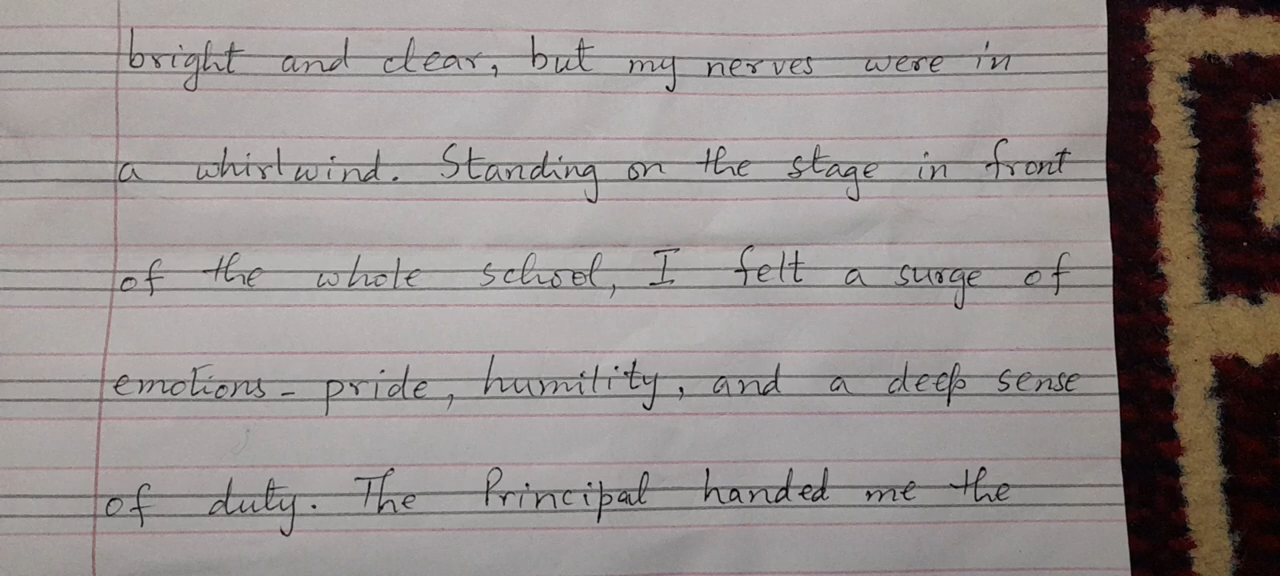 bright and clear, but my nerves were in
a whirlwind. Standing on the stage in front
of the whole school, I felt a surge of
emotions - pride, humility, and a deep sense
of duty. The Principal handed me the